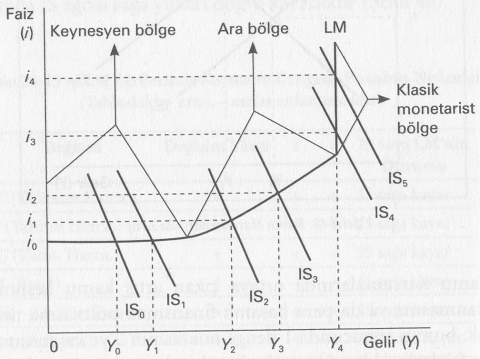 Faiz
(i)
Keynesyen bölge
Ara bölge
LM
i₄
Klasik
monetarist
bölge
i₃
i₂
IS₅
IS₄
i₁
i₀
IS₃
IS₂
IS₁
IS₀
0
Y₀
Y₁
Y₂
Y₃
Y₄
Gelir (Y)